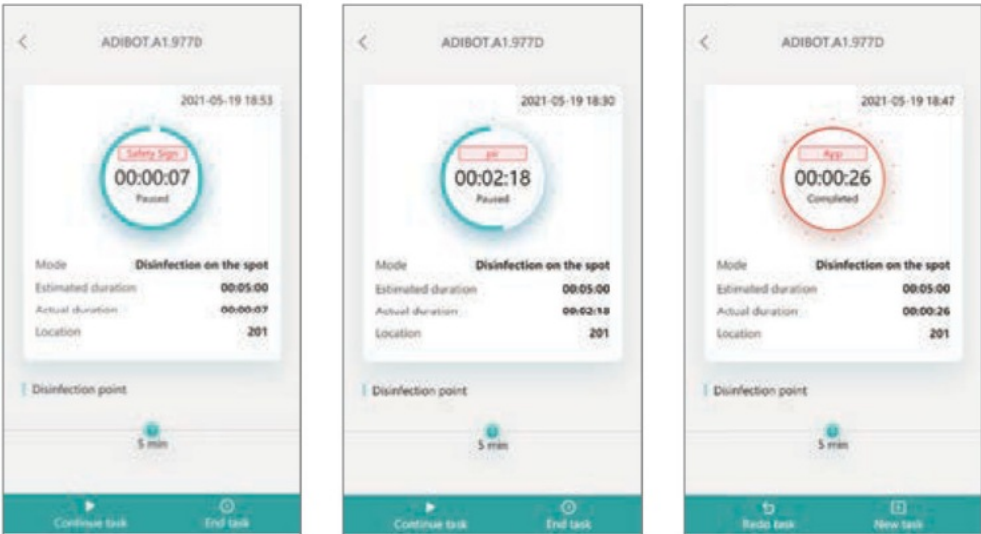 ADIBOT.A1.977D
2021-05-19 18:53
Safety Sign
00:00:07
Paused
Mode Disinfection on the spot
Estimated duration 00:05:00
Actual duration 00:00:07
Location 201
Disinfection point
5 min
Continue task End task
ADIBOT.A1.977D
2021-05-19 18:30
pir
00:02:18
Paused
Mode Disinfection on the spot
Estimated duration 00:05:00
Actual duration 00:02:18
Location 201
Disinfection point
5 min
Continue task End task
ADIBOT.A1.977D
2021-05-19 18:47
App
00:00:26
Completed
Mode Disinfection on the spot
Estimated duration 00:05:00
Actual duration 00:00:26
Location 201
Disinfection point
5 min
Redo task New task